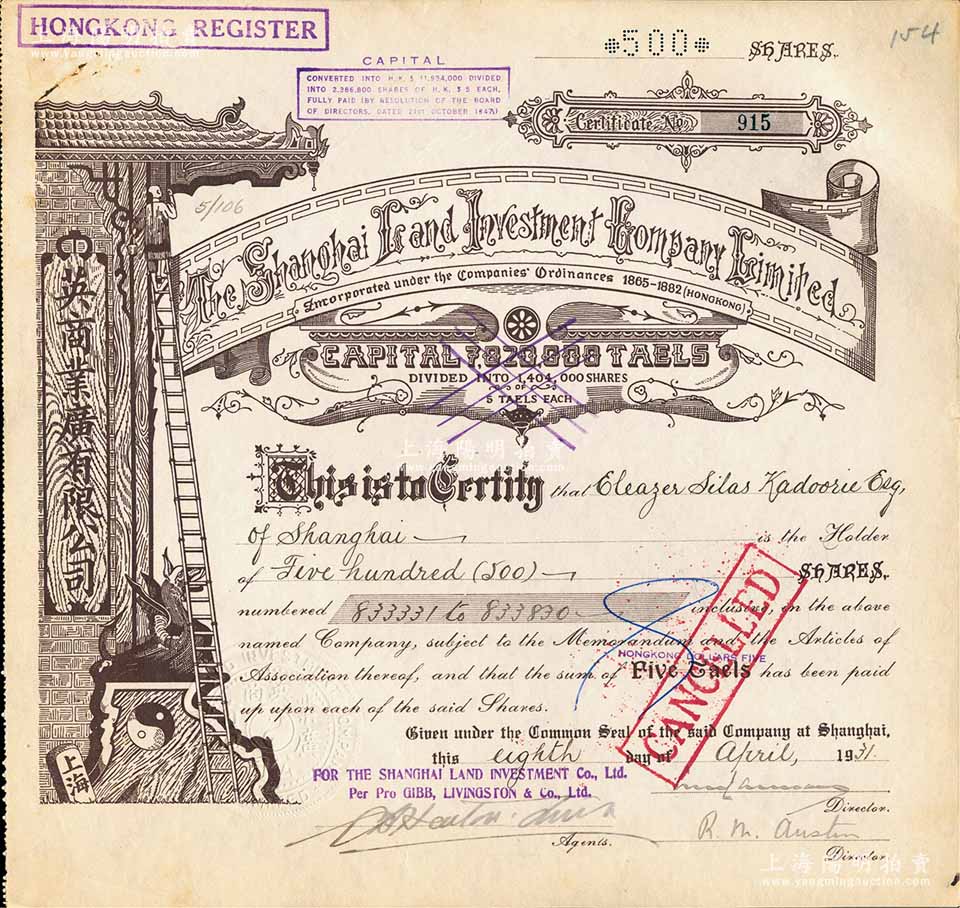 HONGKONG REGISTER
*500* SHARES.
154
CAPITAL
CONVERTED INTO H.K. $ 11,934,000 DIVIDED
INTO 2,386,800 SHARES OF H.K. $ 5 EACH,
FULLY PAID (BY RESOLUTION OF THE BOARD
OF DIRECTORS, DATED 21ST OCTOBER 1947)
Certificate No. 915
5/106
The Shanghai Land Investment Company Limited.
Incorporated under the Companies' Ordinances 1865-1882 (HONGKONG)
CAPITAL 7,020,000 TAELS
DIVIDED INTO 1,404,000 SHARES
OF
5 TAELS EACH
英商業廣有限公司
上海
This is to Certify that Eleazer Silas Kadoorie Esq,
of Shanghai is the Holder
of Five hundred (500) SHARES,
numbered 833331 to 833830 inclusive, in the above
named Company, subject to the Memorandum and the Articles of
HONGKONG DOLLARS FIVE
Association thereof, and that the sum of Five Taels has been paid
up upon each of the said Shares.
CANCELLED
Given under the Common Seal of the said Company at Shanghai,
this eighth day of April, 1931.
FOR THE SHANGHAI LAND INVESTMENT Co., Ltd.
Per Pro GIBB, LIVINGSTON & Co., Ltd.
Director.
Agents.
R. M. Austin
Director.
上海陽明拍賣
www.yangmingauction.com